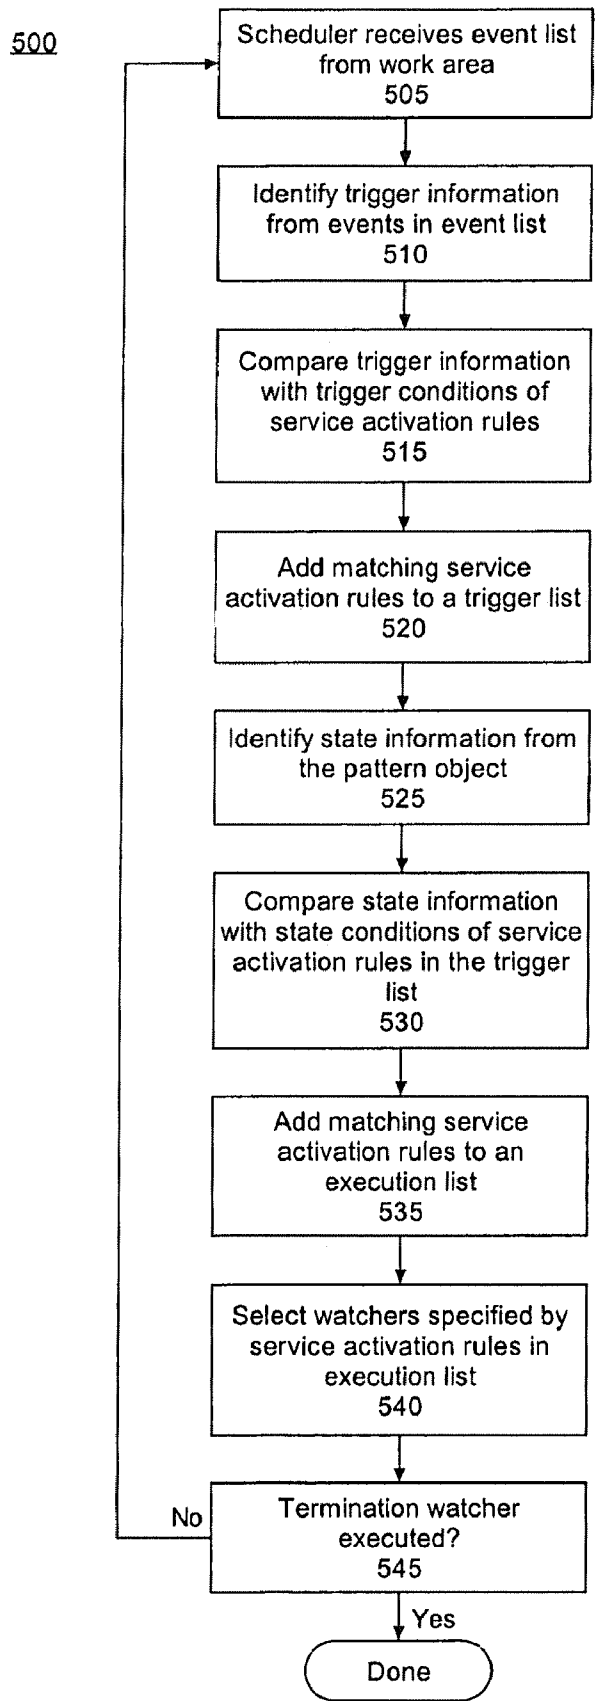 500
Scheduler receives event list
from work area
505
Identify trigger information
from events in event list
510
Compare trigger information
with trigger conditions of
service activation rules
515
Add matching service
activation rules to a trigger list
520
Identify state information from
the pattern object
525
Compare state information
with state conditions of service
activation rules in the trigger
list
530
Add matching service
activation rules to an
execution list
535
Select watchers specified by
service activation rules in
execution list
540
No
Termination watcher
executed?
545
Yes
Done